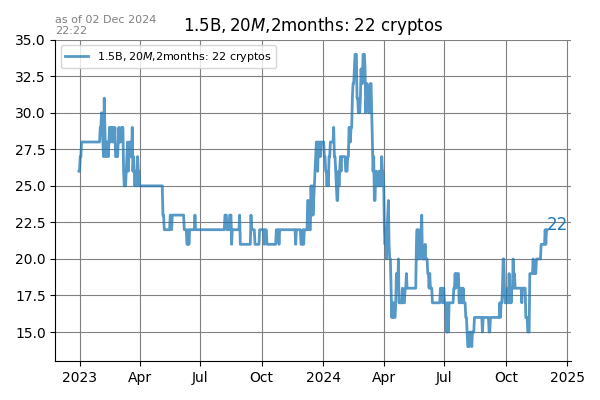 as of 02 Dec 2024
22:22
1.5B, 20M,2months: 22 cryptos
1.5B, 20M,2months: 22 cryptos
35.0
32.5
30.0
27.5
25.0
22.5
20.0
17.5
15.0
22
2023 Apr Jul Oct 2024 Apr Jul Oct 2025